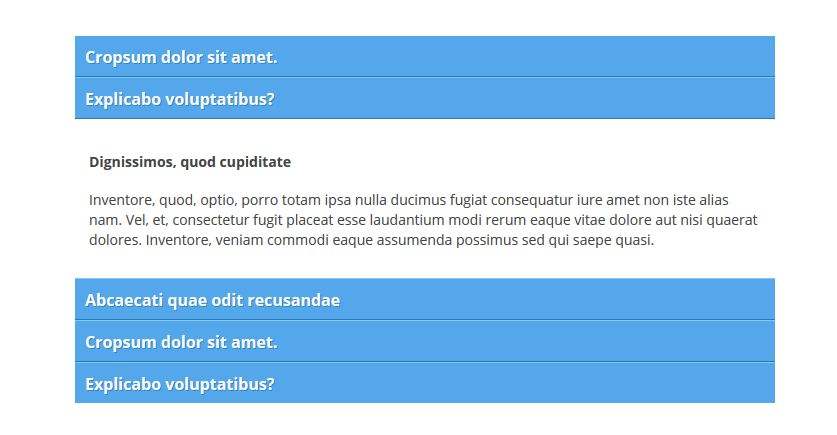 Cropsum dolor sit amet.
Explicabo voluptatibus?
Dignissimos, quod cupiditate
Inventore, quod, optio, porro totam ipsa nulla ducimus fugiat consequatur iure amet non iste alias
nam. Vel, et, consectetur fugit placeat esse laudantium modi rerum eaque vitae dolore aut nisi quaerat
dolores. Inventore, veniam commodi eaque assumenda possimus sed qui saepe quasi.
Abcaecati quae odit recusandae
Cropsum dolor sit amet.
Explicabo voluptatibus?